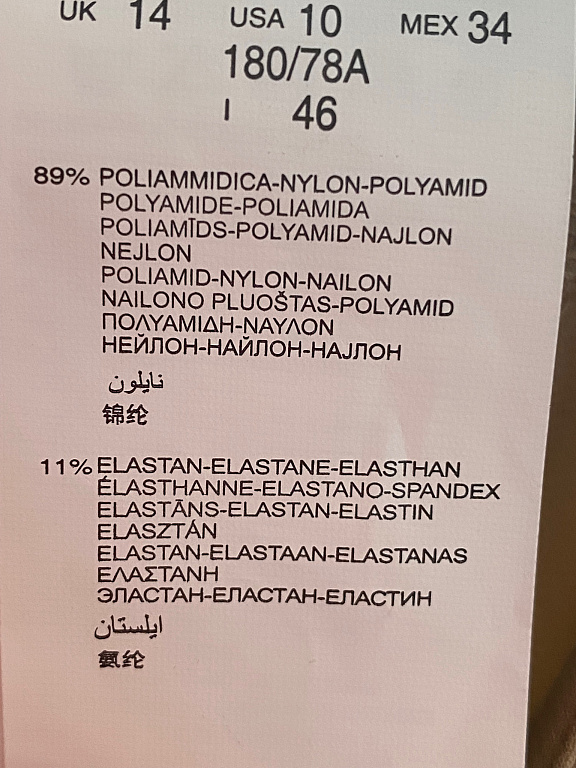 UK 14 USA 10 MEX 34
180/78A
I 46
89% POLIAMMIDICA-NYLON-POLYAMID
POLYAMIDE-POLIAMIDA
POLIAMĪDS-POLYAMID-NAJLON
NEJLON
POLIAMID-NYLON-NAILON
NAILONO PLUOŠTAS-POLYAMID
ΠΟΛΥΑΜΙΔΗ-ΝΑΥΛΟΝ
НЕЙЛОН-НАЙЛОН-НАЈЛОН
نايلون
锦纶
11% ELASTAN-ELASTANE-ELASTHAN
ÉLASTHANNE-ELASTANO-SPANDEX
ELASTĀNS-ELASTAN-ELASTIN
ELASZTÁN
ELASTAN-ELASTAAN-ELASTANAS
ΕΛΑΣΤΑΝΗ
ЭЛАСТАН-ЕЛАСТАН-ЕЛАСТИН
ايلستان
氨纶